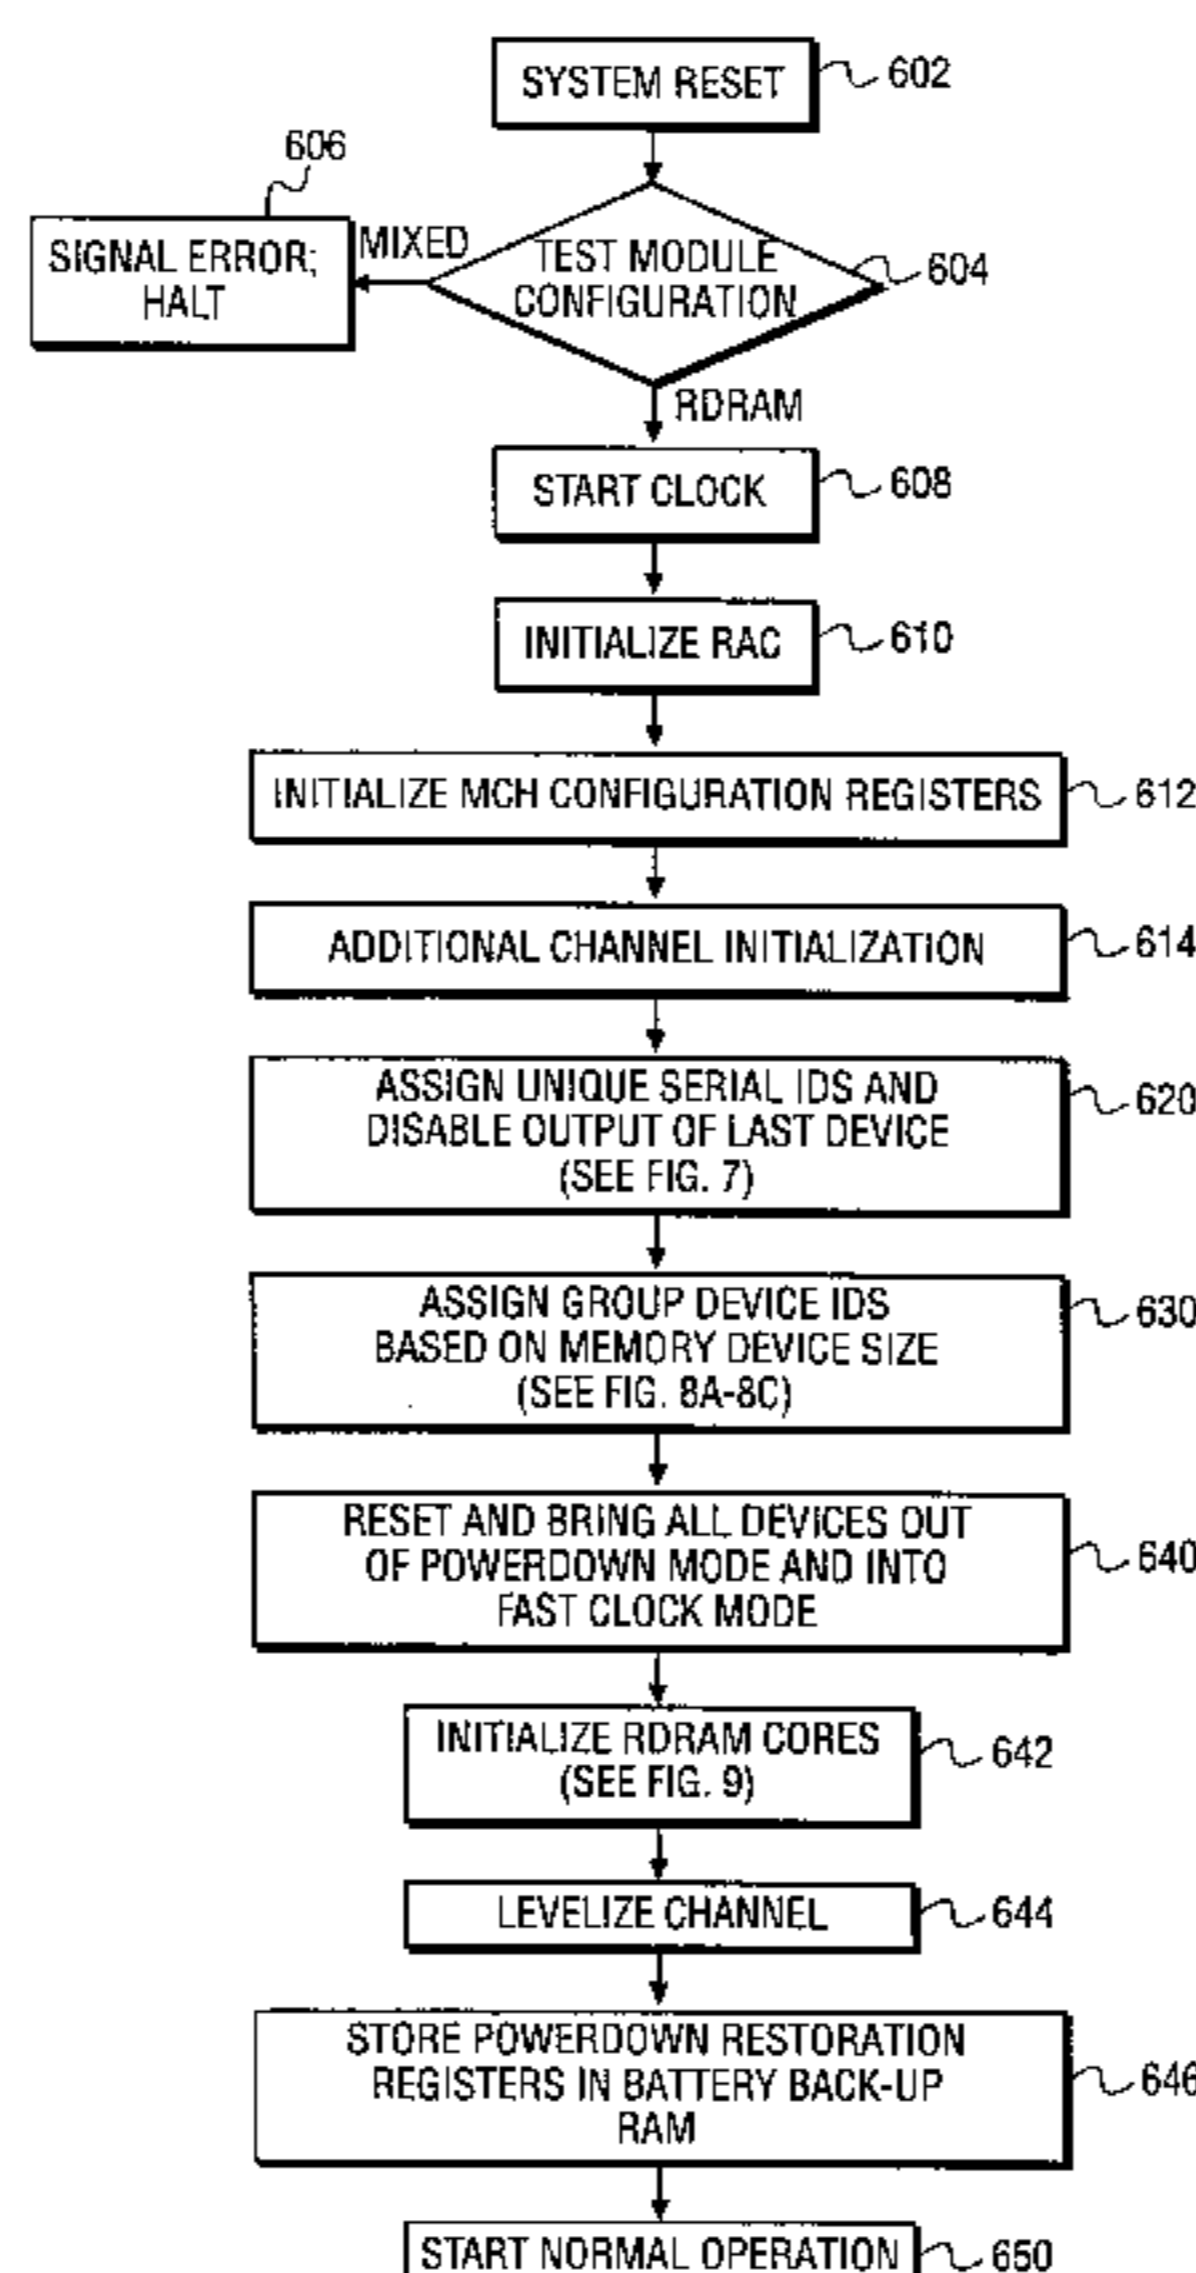 SYSTEM RESET
602
606
SIGNAL ERROR;
HALT
MIXED
TEST MODULE
CONFIGURATION
604
RDRAM
START CLOCK
608
INITIALIZE RAC
610
INITIALIZE MCH CONFIGURATION REGISTERS
612
ADDITIONAL CHANNEL INITIALIZATION
614
ASSIGN UNIQUE SERIAL IDS AND
DISABLE OUTPUT OF LAST DEVICE
(SEE FIG. 7)
620
ASSIGN GROUP DEVICE IDS
BASED ON MEMORY DEVICE SIZE
(SEE FIG. 8A-8C)
630
RESET AND BRING ALL DEVICES OUT
OF POWERDOWN MODE AND INTO
FAST CLOCK MODE
640
INITIALIZE RDRAM CORES
(SEE FIG. 9)
642
LEVELIZE CHANNEL
644
STORE POWERDOWN RESTORATION
REGISTERS IN BATTERY BACK-UP
RAM
646
START NORMAL OPERATION
650